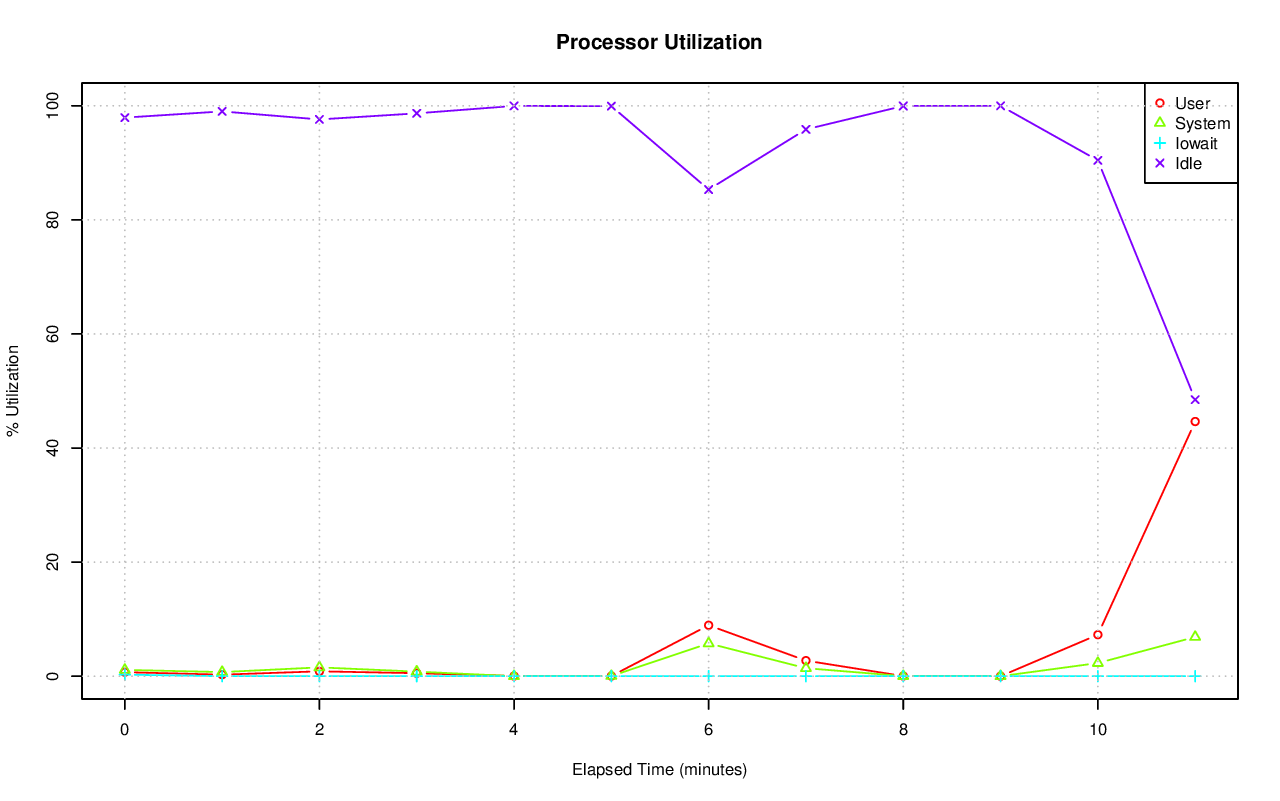 Processor Utilization
% Utilization
100
80
60
40
20
0
User
System
Iowait
Idle
0 2 4 6 8 10
Elapsed Time (minutes)